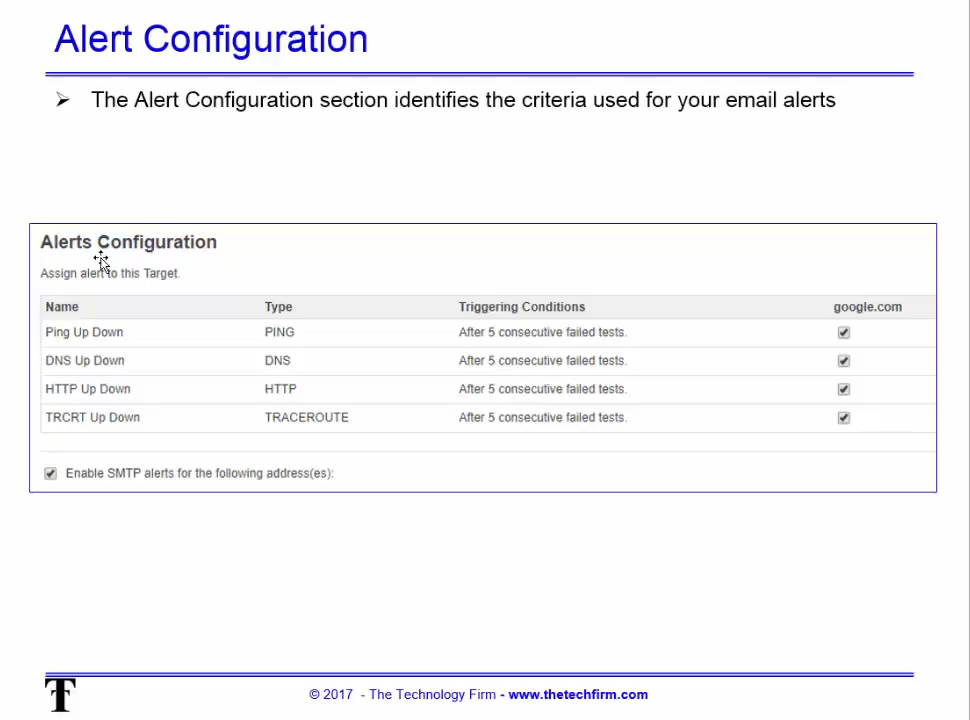 Alert Configuration
➢ The Alert Configuration section identifies the criteria used for your email alerts
Alerts Configuration
Assign alert to this Target.
Name Type Triggering Conditions google.com
Ping Up Down PING After 5 consecutive failed tests.
DNS Up Down DNS After 5 consecutive failed tests.
HTTP Up Down HTTP After 5 consecutive failed tests.
TRCRT Up Down TRACEROUTE After 5 consecutive failed tests.
Enable SMTP alerts for the following address(es):
T
© 2017 - The Technology Firm - www.thetechfirm.com